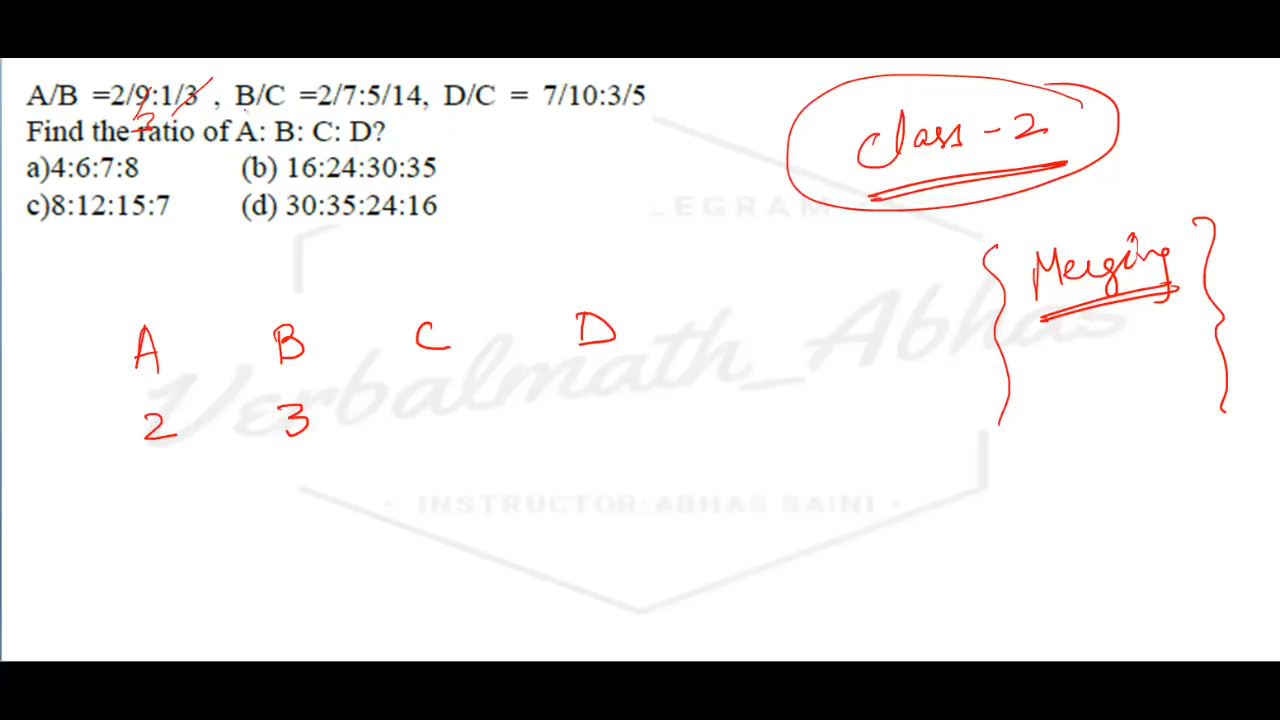 A/B =2/9:1/3 , B/C =2/7:5/14, D/C = 7/10:3/5
3
Find the ratio of A: B: C: D?
a)4:6:7:8 (b) 16:24:30:35
c)8:12:15:7 (d) 30:35:24:16
Class - 2
LEGRAM
{ Merging }
A B C D
2 3
Verbalmath_Abhas
- INSTRUCTOR:ABHAS SAINI -